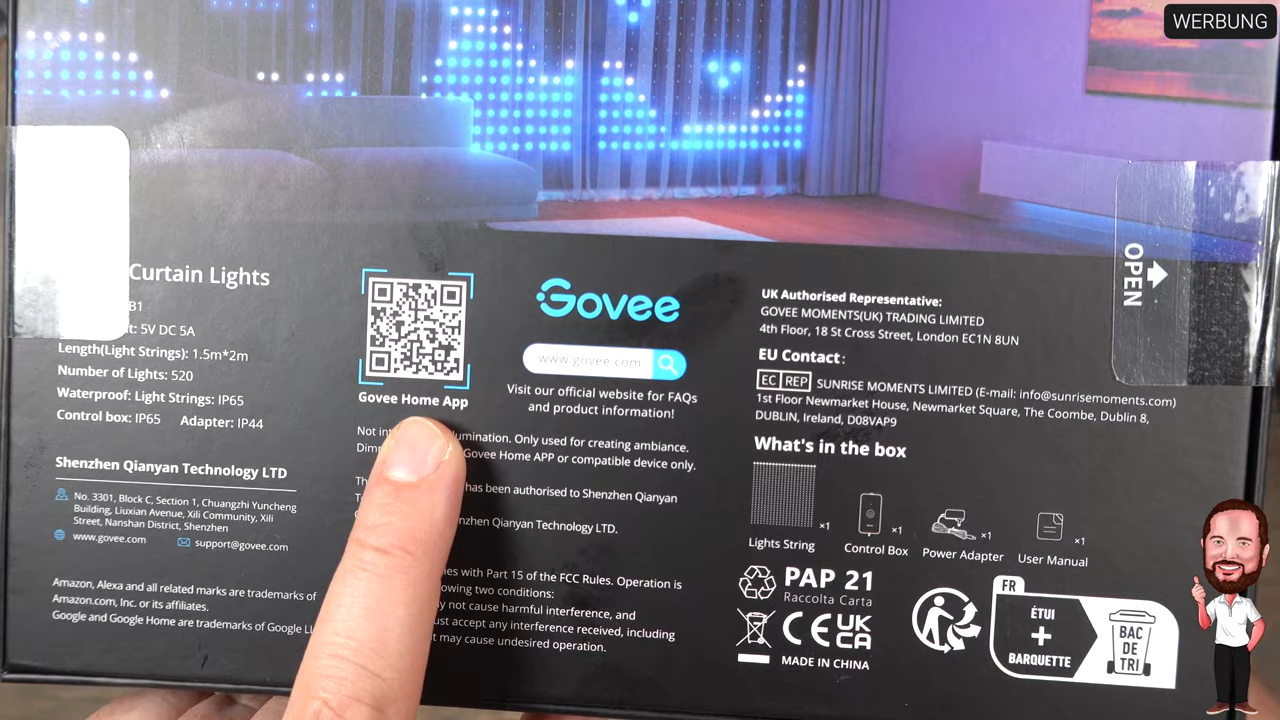 WERBUNG
OPEN
Curtain Lights
B1
5V DC 5A
Length(Light Strings): 1.5m*2m
Number of Lights: 520
Waterproof: Light Strings: IP65
Control box: IP65 Adapter: IP44
Shenzhen Qianyan Technology LTD
No. 3301, Block C, Section 1, Chuangzhi Yuncheng
Building, Liuxian Avenue, Xili Community, Xili
Street, Nanshan District, Shenzhen
www.govee.com support@govee.com
Amazon, Alexa and all related marks are trademarks of
Amazon.com, Inc. or its affiliates.
Google and Google Home are trademarks of Google
Govee Home App
Govee
www.govee.com
Visit our official website for FAQs
and product information!
Not Only used for creating ambiance.
Govee Home APP or compatible device only.
has been authorised to Shenzhen Qianyan
Qianyan Technology LTD.
with Part 15 of the FCC Rules. Operation is
two conditions:
not cause harmful interference, and
accept any interference received, including
may cause undesired operation.
UK Authorised Representative:
GOVEE MOMENTS(UK) TRADING LIMITED
4th Floor, 18 St Cross Street, London EC1N 8UN
EU Contact:
EC REP SUNRISE MOMENTS LIMITED (E-mail: info@sunrisemoments.com)
1st Floor Newmarket House, Newmarket Square, The Coombe, Dublin 8,
DUBLIN, Ireland, D08VAP9
What's in the box
×1 ×1 ×1 ×1
Lights String Control Box Power Adapter User Manual
PAP 21
Raccolta Carta
CE UK CA
MADE IN CHINA
FR
ÉTUI
+
BARQUETTE
BAC
DE
TRI